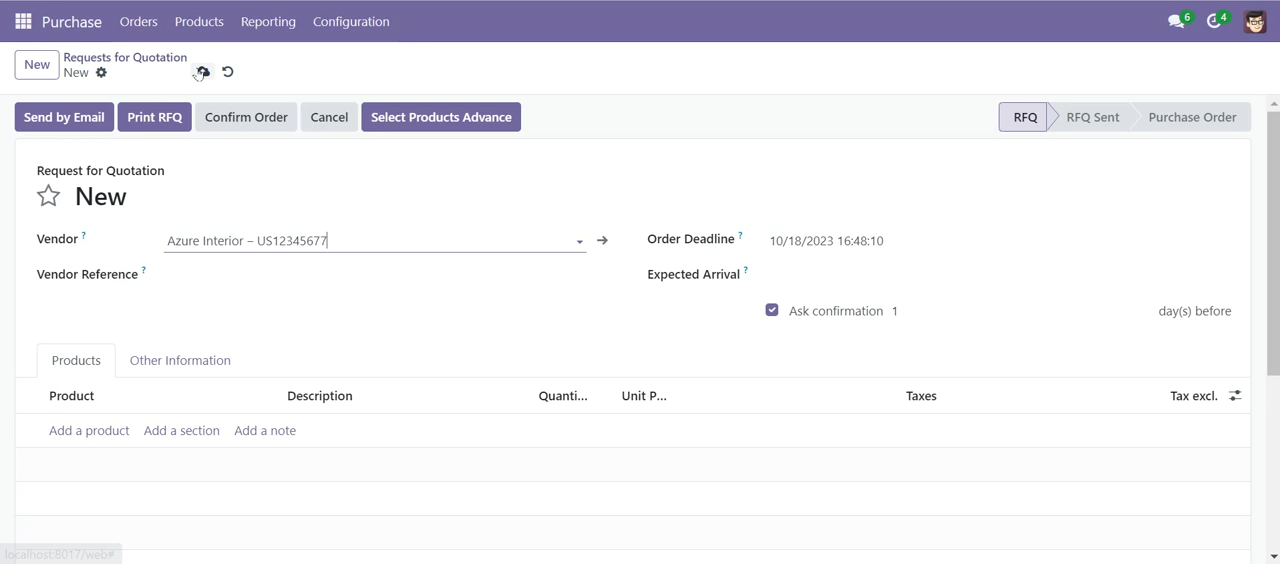 Purchase Orders Products Reporting Configuration 6 4
New Requests for Quotation
New
Send by Email Print RFQ Confirm Order Cancel Select Products Advance RFQ RFQ Sent Purchase Order
Request for Quotation
New
Vendor ? Azure Interior – US12345677 Order Deadline ? 10/18/2023 16:48:10
Vendor Reference ? Expected Arrival ?
Ask confirmation 1 day(s) before
Products Other Information
Product Description Quanti... Unit P... Taxes Tax excl.
Add a product Add a section Add a note
localhost:8017/web#